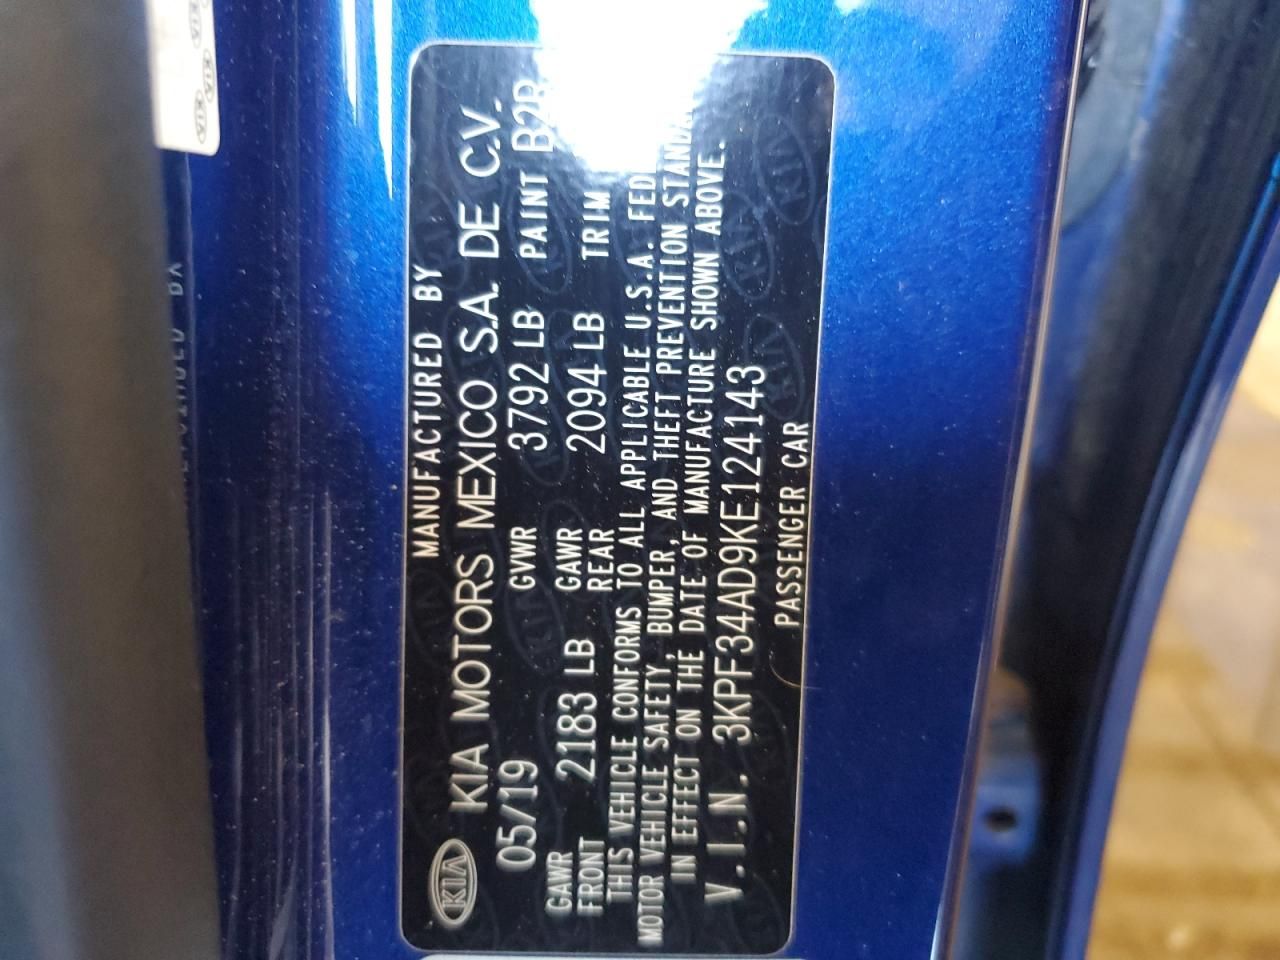 KIA
MANUFACTURED BY
KIA MOTORS MEXICO S.A. DE C.V.
05/19 GVWR 3792 LB PAINT B2R
GAWR FRONT 2183 LB GAWR REAR 2094 LB TRIM
THIS VEHICLE CONFORMS TO ALL APPLICABLE U.S.A. FED
MOTOR VEHICLE SAFETY, BUMPER, AND THEFT PREVENTION
IN EFFECT ON THE DATE OF MANUFACTURE SHOWN ABOVE.
V.I.N. 3KPF34AD9KE124143
PASSENGER CAR